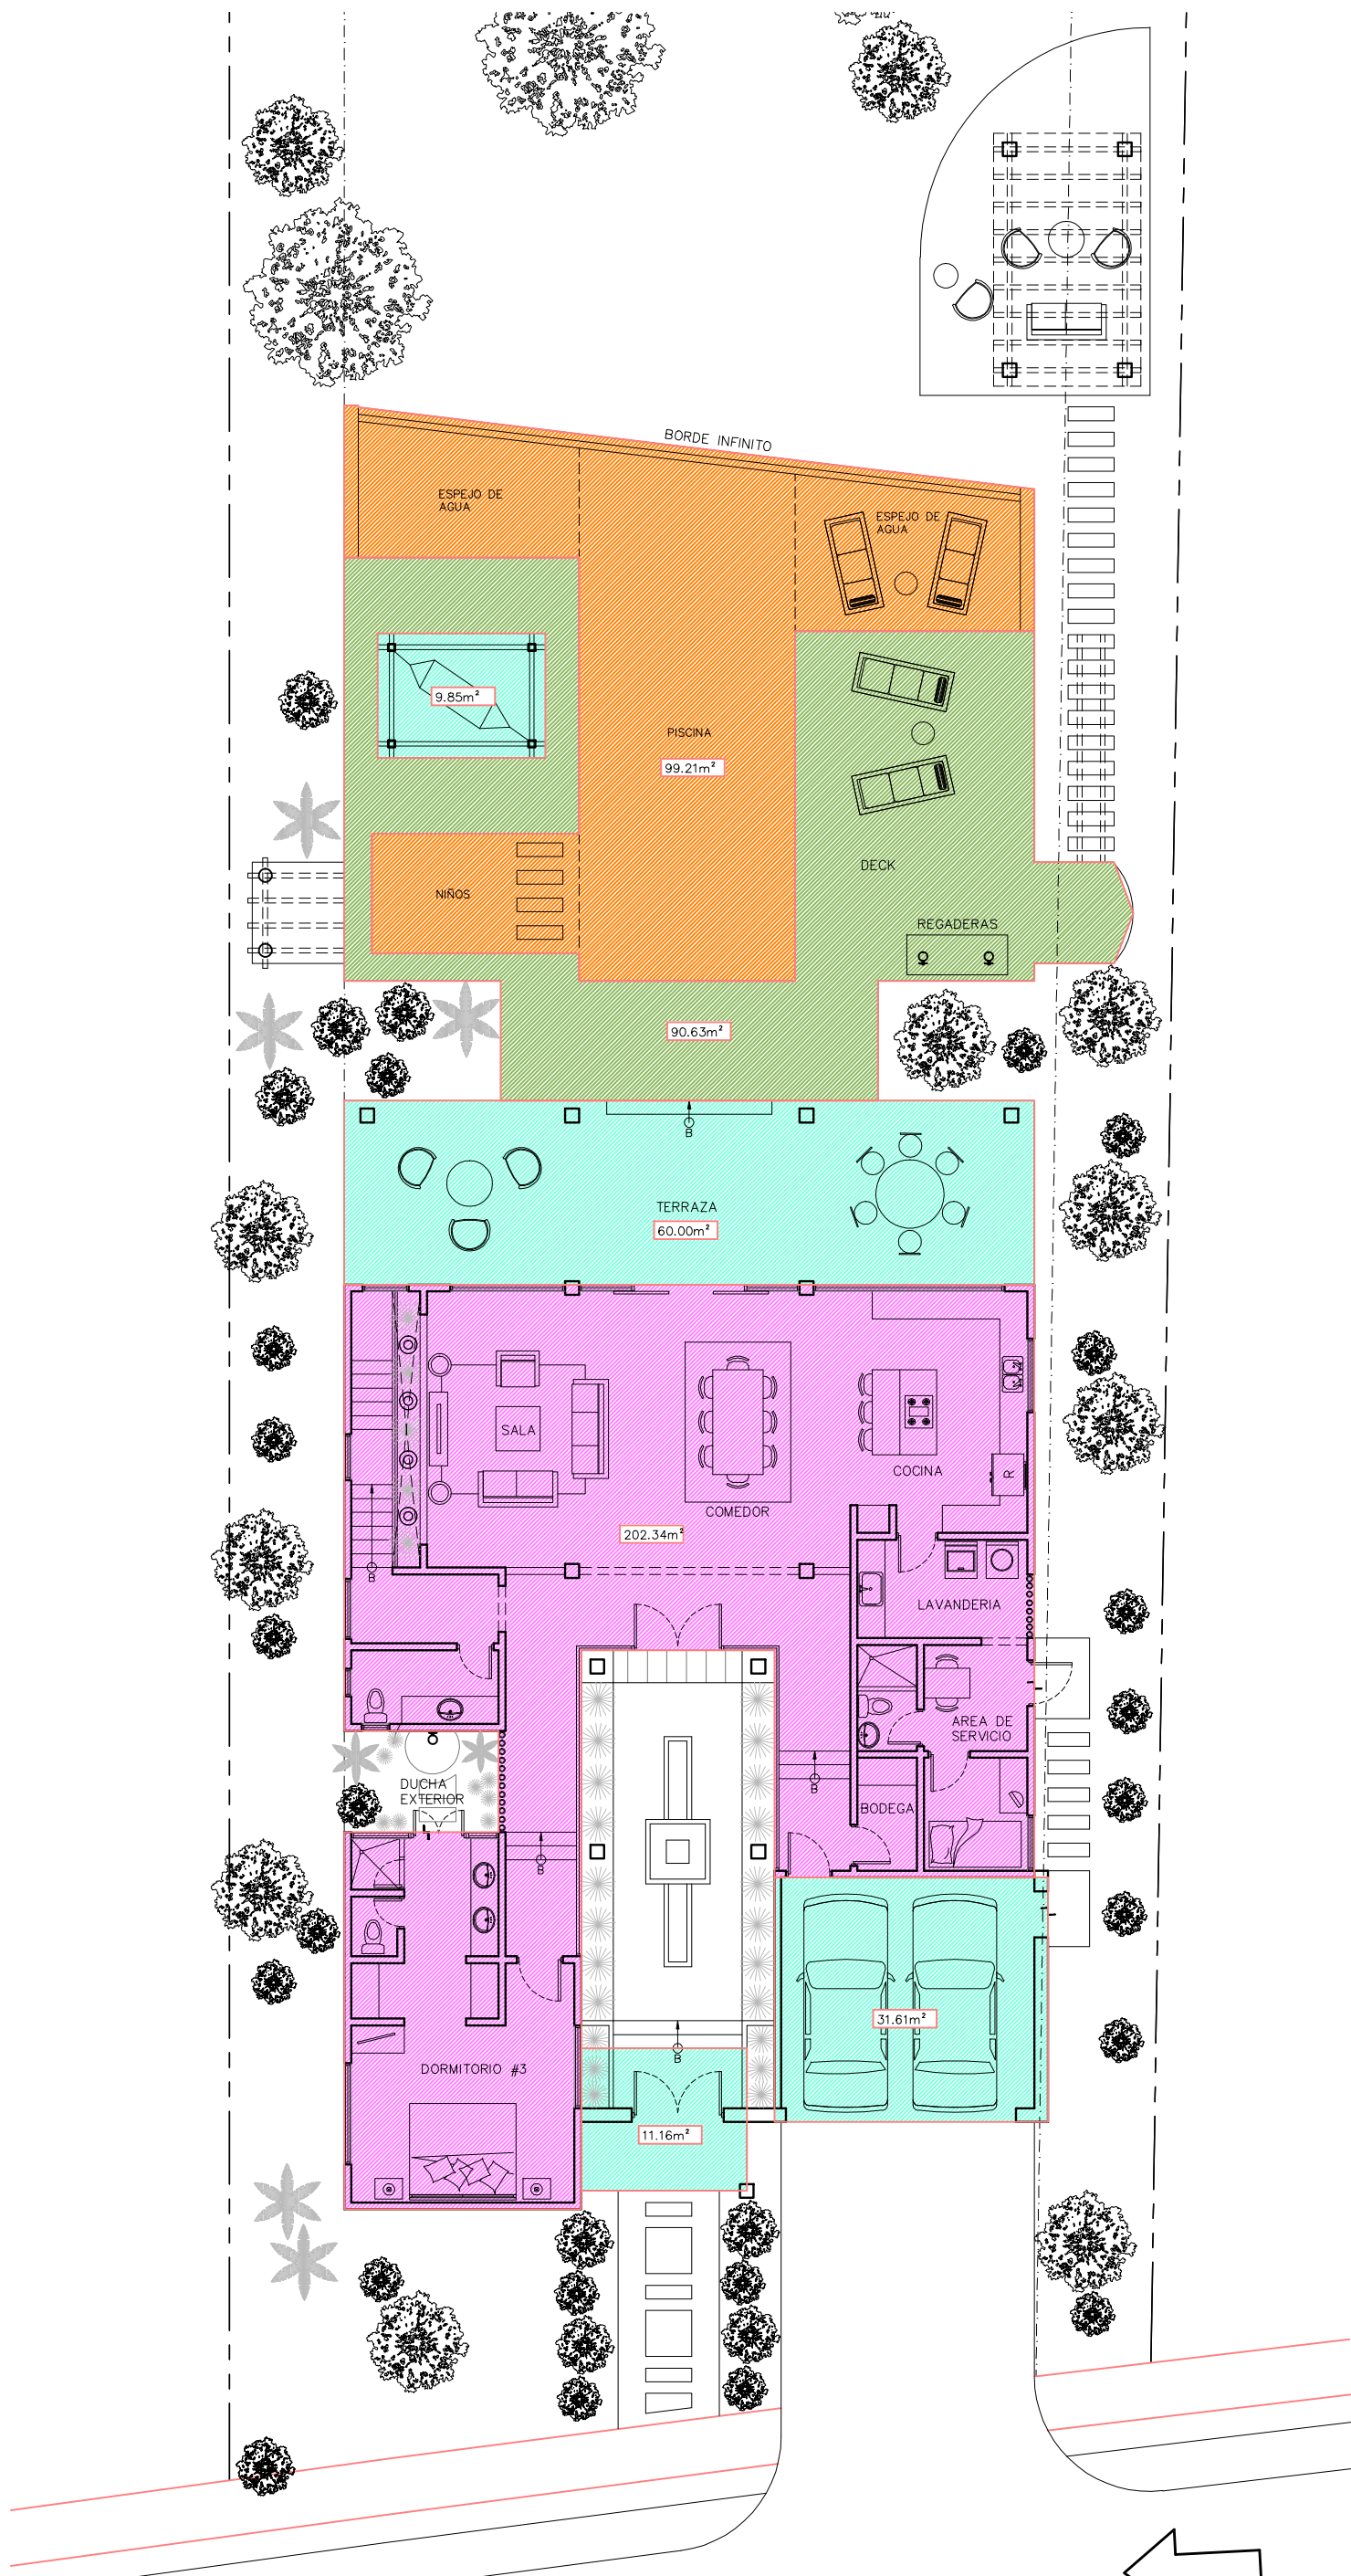 BORDE INFINITO
ESPEJO DE
AGUA
ESPEJO DE
AGUA
9.85m²
PISCINA
99.21m²
DECK
NIÑOS
REGADERAS
90.63m²
B
TERRAZA
60.00m²
SALA
COCINA
R
COMEDOR
202.34m²
B
LAVANDERIA
AREA DE
SERVICIO
DUCHA
EXTERIOR
B
BODEGA
B
31.61m²
B
DORMITORIO #3
11.16m²